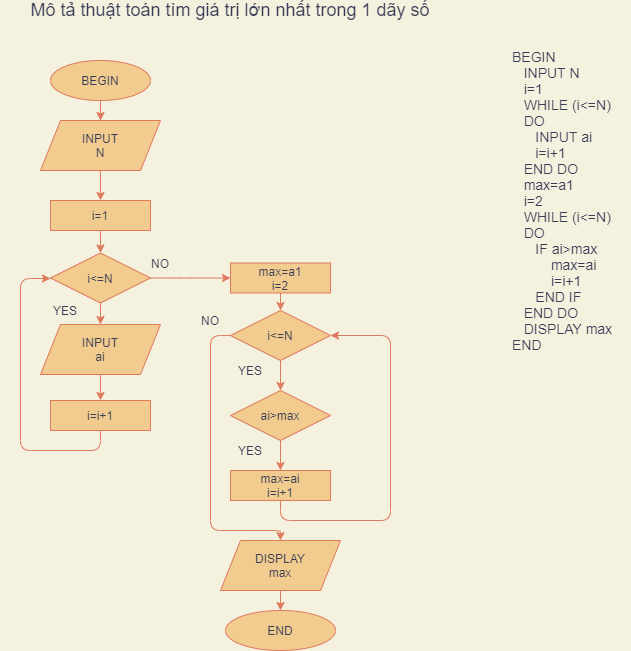 Mô tả thuật toán tìm giá trị lớn nhất trong 1 dãy số
BEGIN
INPUT
N
i=1
i<=N
NO
YES
INPUT
ai
i=i+1
max=a1
i=2
NO
i<=N
YES
ai>max
YES
max=ai
i=i+1
DISPLAY
max
END
BEGIN
INPUT N
i=1
WHILE (i<=N)
DO
INPUT ai
i=i+1
END DO
max=a1
i=2
WHILE (i<=N)
DO
IF ai>max
max=ai
i=i+1
END IF
END DO
DISPLAY max
END